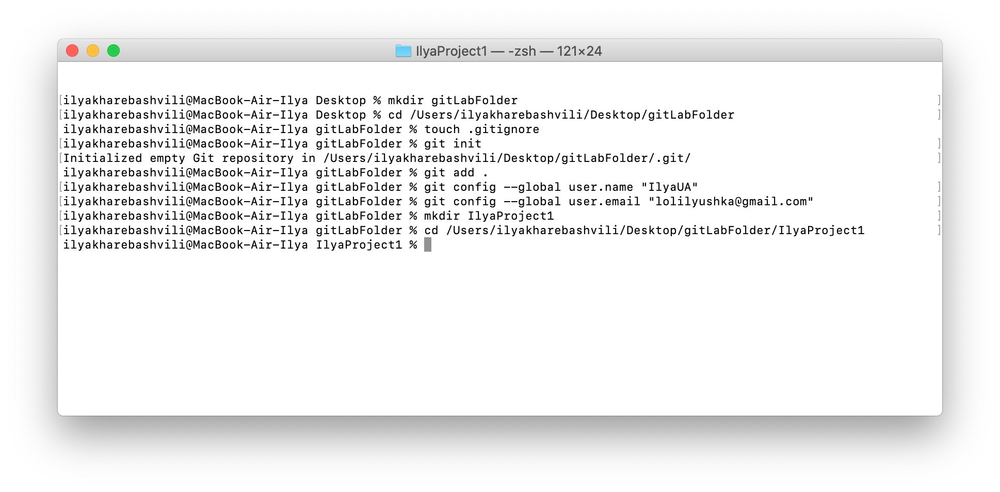 IlyaProject1 — -zsh — 121×24
[ilyakharebashvili@MacBook-Air-Ilya Desktop % mkdir gitLabFolder ]
[ilyakharebashvili@MacBook-Air-Ilya Desktop % cd /Users/ilyakharebashvili/Desktop/gitLabFolder ]
ilyakharebashvili@MacBook-Air-Ilya gitLabFolder % touch .gitignore
[ilyakharebashvili@MacBook-Air-Ilya gitLabFolder % git init ]
[Initialized empty Git repository in /Users/ilyakharebashvili/Desktop/gitLabFolder/.git/ ]
ilyakharebashvili@MacBook-Air-Ilya gitLabFolder % git add .
[ilyakharebashvili@MacBook-Air-Ilya gitLabFolder % git config --global user.name "IlyaUA" ]
[ilyakharebashvili@MacBook-Air-Ilya gitLabFolder % git config --global user.email "lolilyushka@gmail.com" ]
[ilyakharebashvili@MacBook-Air-Ilya gitLabFolder % mkdir IlyaProject1 ]
[ilyakharebashvili@MacBook-Air-Ilya gitLabFolder % cd /Users/ilyakharebashvili/Desktop/gitLabFolder/IlyaProject1 ]
ilyakharebashvili@MacBook-Air-Ilya IlyaProject1 %